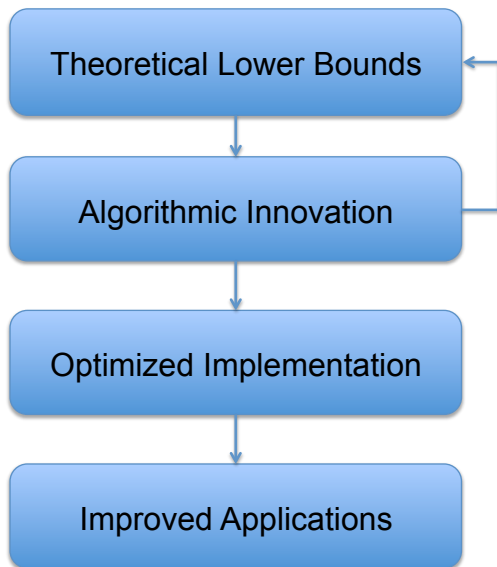 Theoretical Lower Bounds
Algorithmic Innovation
Optimized Implementation
Improved Applications